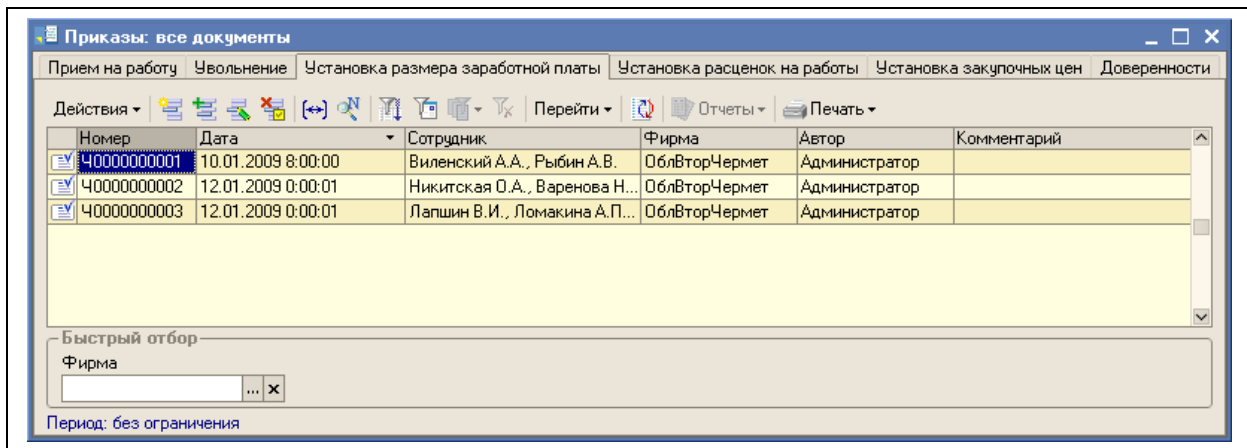 Приказы: все документы
Прием на работу Увольнение Установка размера заработной платы Установка расценок на работы Установка закупочных цен Доверенности
Действия Перейти Отчеты Печать
Номер Дата Сотрудник Фирма Автор Комментарий
Ч0000000001 10.01.2009 8:00:00 Виленский А.А., Рыбин А.В. ОблВторЧермет Администратор
Ч0000000002 12.01.2009 0:00:01 Никитская О.А., Варенова Н... ОблВторЧермет Администратор
Ч0000000003 12.01.2009 0:00:01 Лапшин В.И., Ломакина А.П... ОблВторЧермет Администратор
Быстрый отбор
Фирма
... x
Период: без ограничения